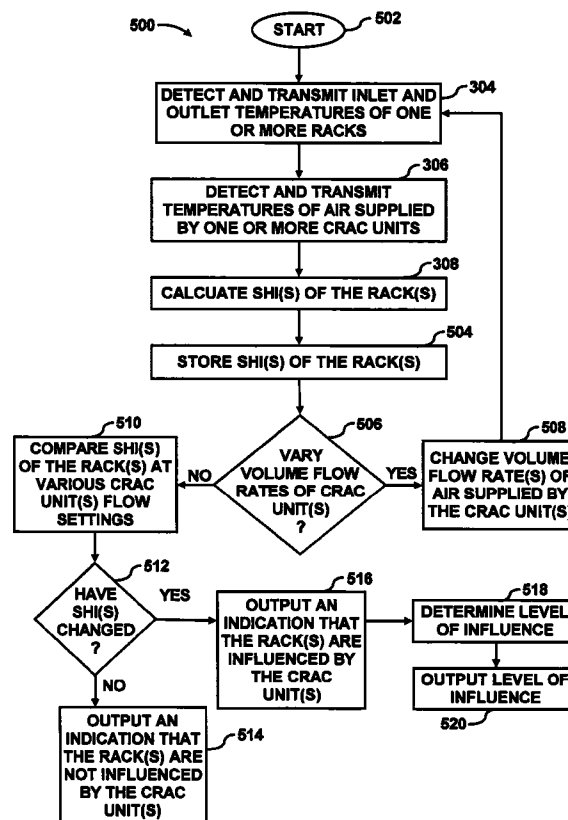 500
START
502
DETECT AND TRANSMIT INLET AND
OUTLET TEMPERATURES OF ONE
OR MORE RACKS
304
306
DETECT AND TRANSMIT
TEMPERATURES OF AIR SUPPLIED
BY ONE OR MORE CRAC UNITS
308
CALCUATE SHI(S) OF THE RACK(S)
504
STORE SHI(S) OF THE RACK(S)
506
VARY
VOLUME FLOW
RATES OF CRAC
UNIT(S)
?
NO
YES
508
CHANGE VOLUME
FLOW RATE(S) OF
AIR SUPPLIED BY
THE CRAC UNIT(S)
510
COMPARE SHI(S)
OF THE RACK(S) AT
VARIOUS CRAC
UNIT(S) FLOW
SETTINGS
512
HAVE
SHI(S)
CHANGED
?
YES
NO
516
OUTPUT AN
INDICATION THAT
THE RACK(S) ARE
INFLUENCED BY
THE CRAC
UNIT(S)
518
DETERMINE LEVEL
OF INFLUENCE
OUTPUT LEVEL OF
INFLUENCE
520
OUTPUT AN
INDICATION THAT
THE RACK(S) ARE
NOT INFLUENCED
BY THE CRAC
UNIT(S)
514